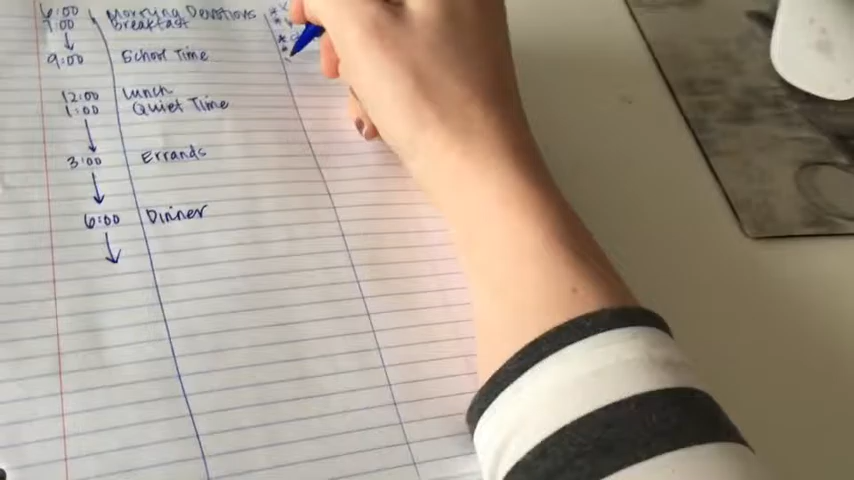 6:00 Morning Devotions
7:00 Breakfast
9:00 School Time
12:00 Lunch
1:00 Quiet Time
3:00 Errands
6:00 Dinner